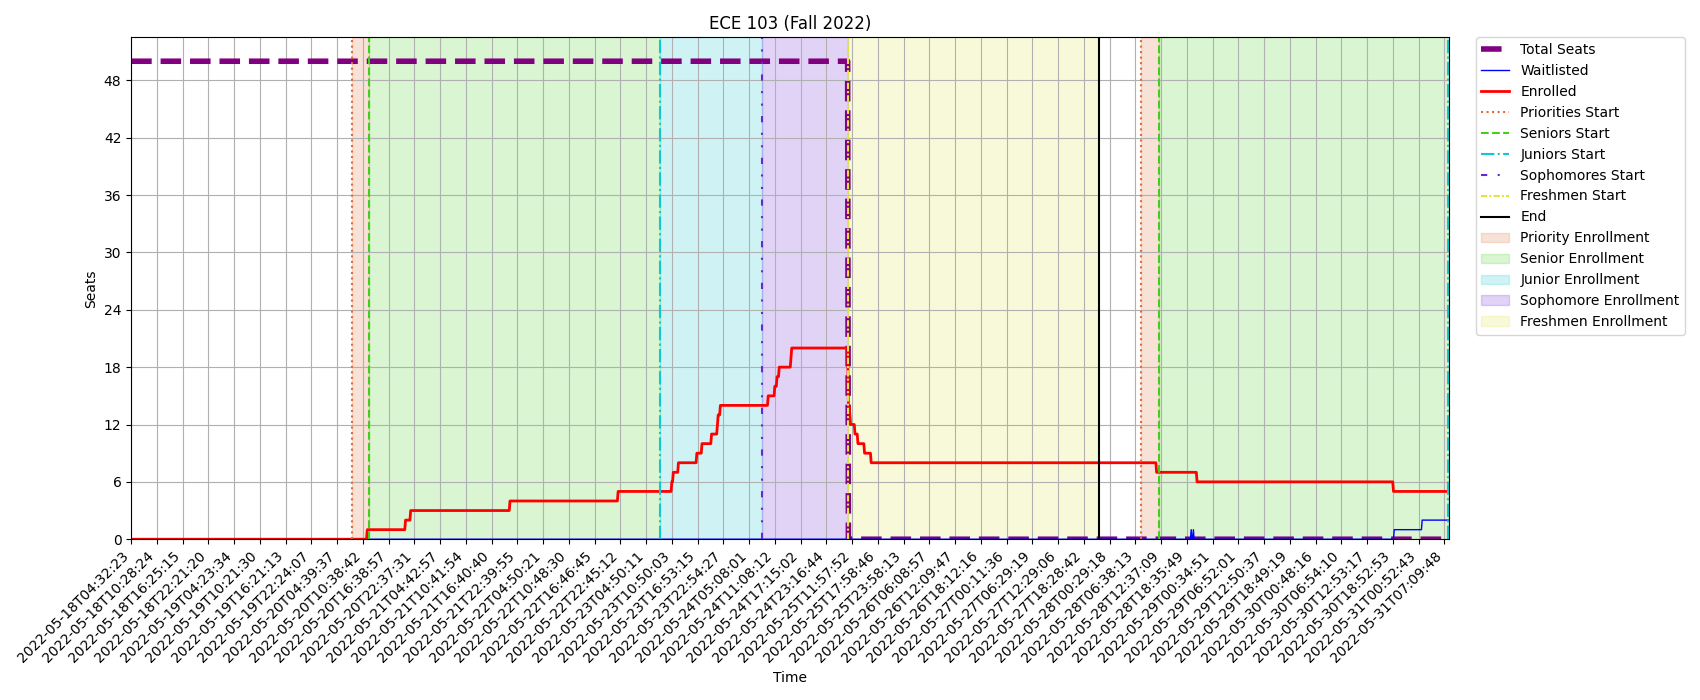 ECE 103 (Fall 2022)
Seats
48
42
36
30
24
18
12
6
0
2022-05-18T04:32:23
2022-05-18T10:28:24
2022-05-18T16:25:15
2022-05-18T22:21:20
2022-05-19T04:23:34
2022-05-19T10:21:30
2022-05-19T16:21:13
2022-05-19T22:24:07
2022-05-20T04:39:37
2022-05-20T10:38:42
2022-05-20T16:38:57
2022-05-20T22:37:31
2022-05-21T04:42:57
2022-05-21T10:41:54
2022-05-21T16:40:40
2022-05-21T22:39:55
2022-05-22T04:50:21
2022-05-22T10:48:30
2022-05-22T16:46:45
2022-05-22T22:45:12
2022-05-23T04:50:11
2022-05-23T10:50:03
2022-05-23T16:53:15
2022-05-23T22:54:27
2022-05-24T05:08:01
2022-05-24T11:08:12
2022-05-24T17:15:02
2022-05-24T23:16:44
2022-05-25T11:57:52
2022-05-25T17:58:46
2022-05-25T23:58:13
2022-05-26T06:08:57
2022-05-26T12:09:47
2022-05-26T18:12:16
2022-05-27T00:11:36
2022-05-27T06:29:19
2022-05-27T12:29:06
2022-05-27T18:28:42
2022-05-28T00:29:18
2022-05-28T06:38:13
2022-05-28T12:37:09
2022-05-28T18:35:49
2022-05-29T00:34:51
2022-05-29T06:52:01
2022-05-29T12:50:37
2022-05-29T18:49:19
2022-05-30T00:48:16
2022-05-30T06:54:10
2022-05-30T12:53:17
2022-05-30T18:52:53
2022-05-31T00:52:43
2022-05-31T07:09:48
Time
Total Seats
Waitlisted
Enrolled
Priorities Start
Seniors Start
Juniors Start
Sophomores Start
Freshmen Start
End
Priority Enrollment
Senior Enrollment
Junior Enrollment
Sophomore Enrollment
Freshmen Enrollment